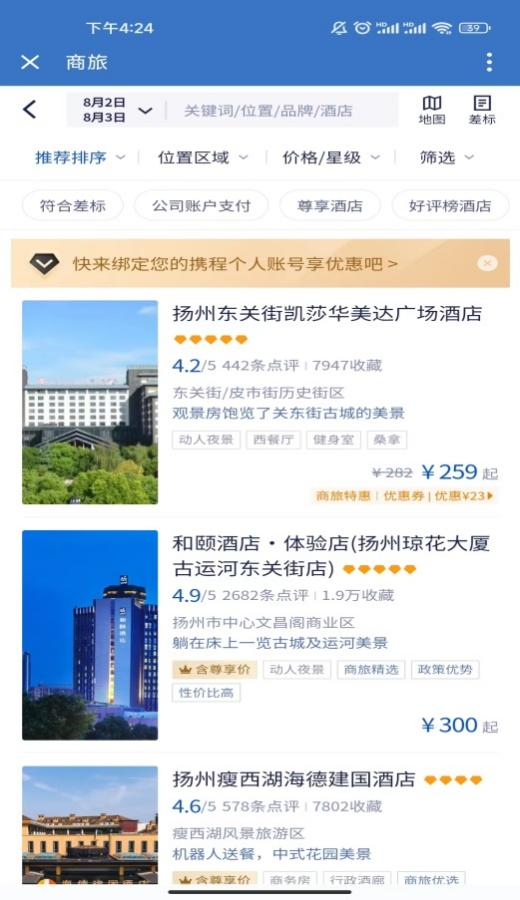 下午4:24
HD HD 39
商旅
8月2日
8月3日
关键词/位置/品牌/酒店
地图
差标
推荐排序
位置区域
价格/星级
筛选
符合差标
公司账户支付
尊享酒店
好评榜酒店
快来绑定您的携程个人账号享优惠吧 >
扬州东关街凯莎华美达广场酒店
4.2/5 442条点评 | 7947收藏
东关街/皮市街历史街区
观景房饱览了关东街古城的美景
动人夜景 西餐厅 健身室 桑拿
¥282 ¥259起
商旅特惠 | 优惠券 | 优惠¥23
和颐酒店·体验店(扬州琼花大厦
古运河东关街店)
4.9/5 2682条点评 | 1.9万收藏
扬州市中心文昌阁商业区
躺在床上一览古城及运河美景
含尊享价 动人夜景 商旅精选 政策优势
性价比高
¥300起
扬州瘦西湖海德建国酒店
4.6/5 578条点评 | 7802收藏
瘦西湖风景旅游区
机器人送餐，中式花园美景
含尊享价 商务房 行政酒廊 商旅优选